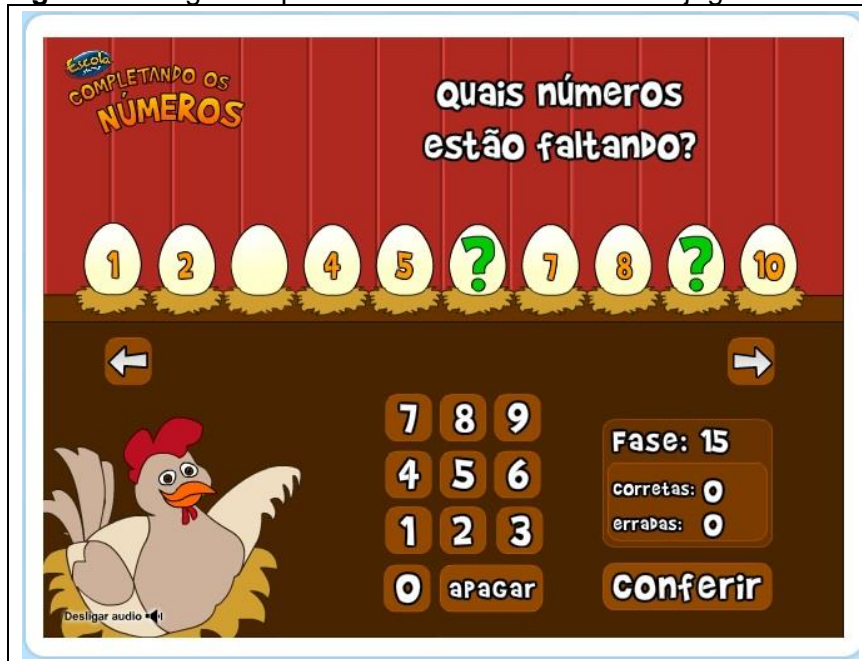 Escola
COMPLETANDO OS
NÚMEROS
Quais números
estão faltando?
1 2 4 5 ? 7 8 ? 10
7 8 9
4 5 6
1 2 3
0 apagar
Fase: 15
corretas: 0
erradas: 0
conferir
Desligar audio